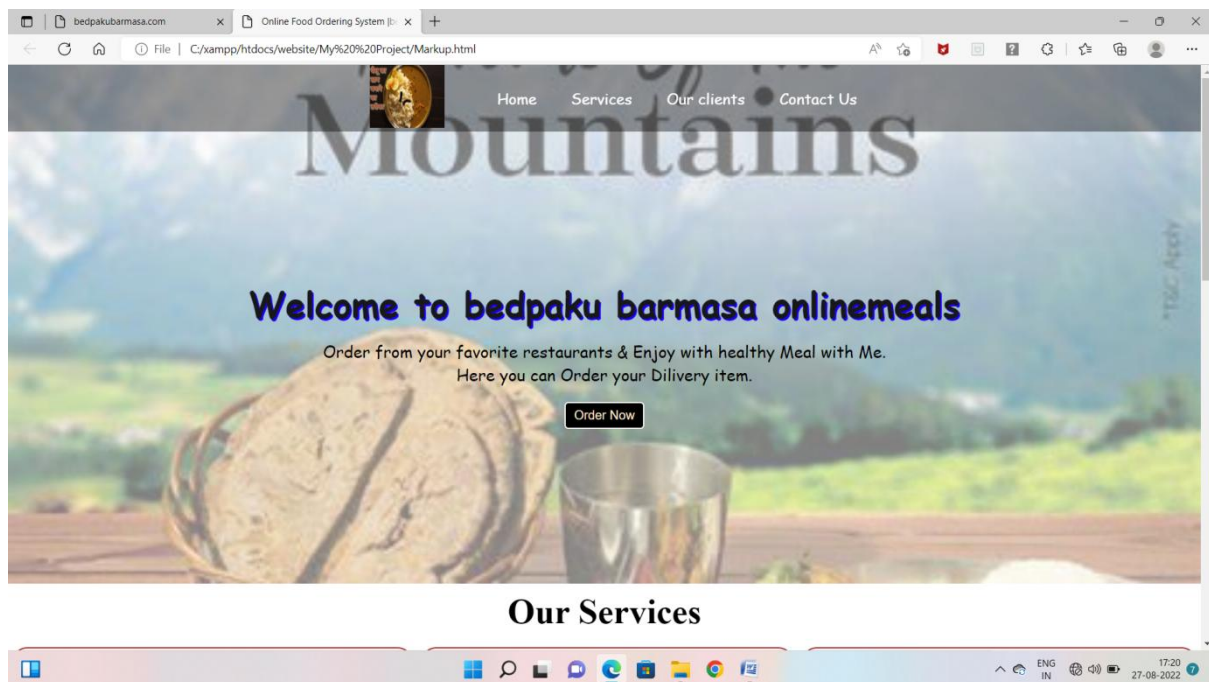 bedpakubarmasa.com
Online Food Ordering System |b
File | C:/xampp/htdocs/website/My%20%20Project/Markup.html
Home Services Our clients Contact Us
Mountains
*T&C Apply
Welcome to bedpaku barmasa onlinemeals
Order from your favorite restaurants & Enjoy with healthy Meal with Me.
Here you can Order your Dilivery item.
Order Now
Our Services
ENG
IN
17:20
27-08-2022
7